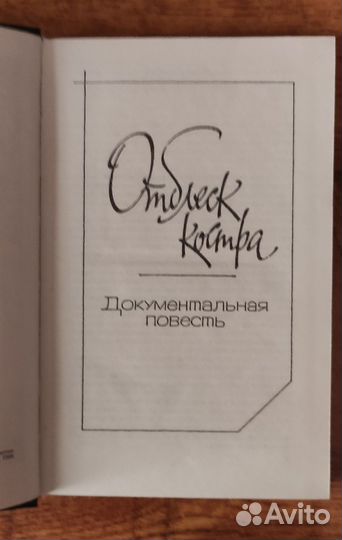 Отблеск
костра
Документальная
повесть
Avito